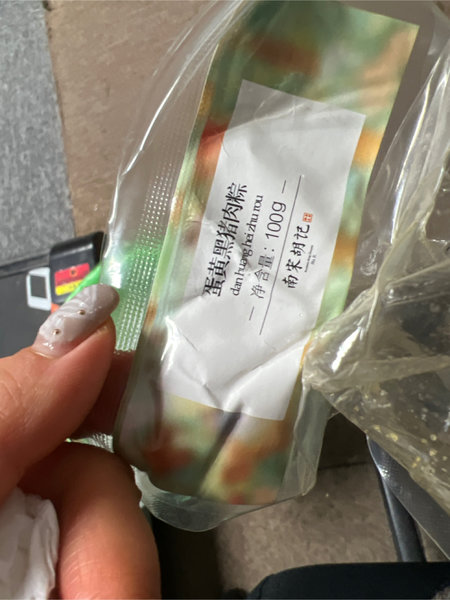 蛋黄黑猪肉粽
dan huang hei zhu rou
净含量：100g
南宋胡记